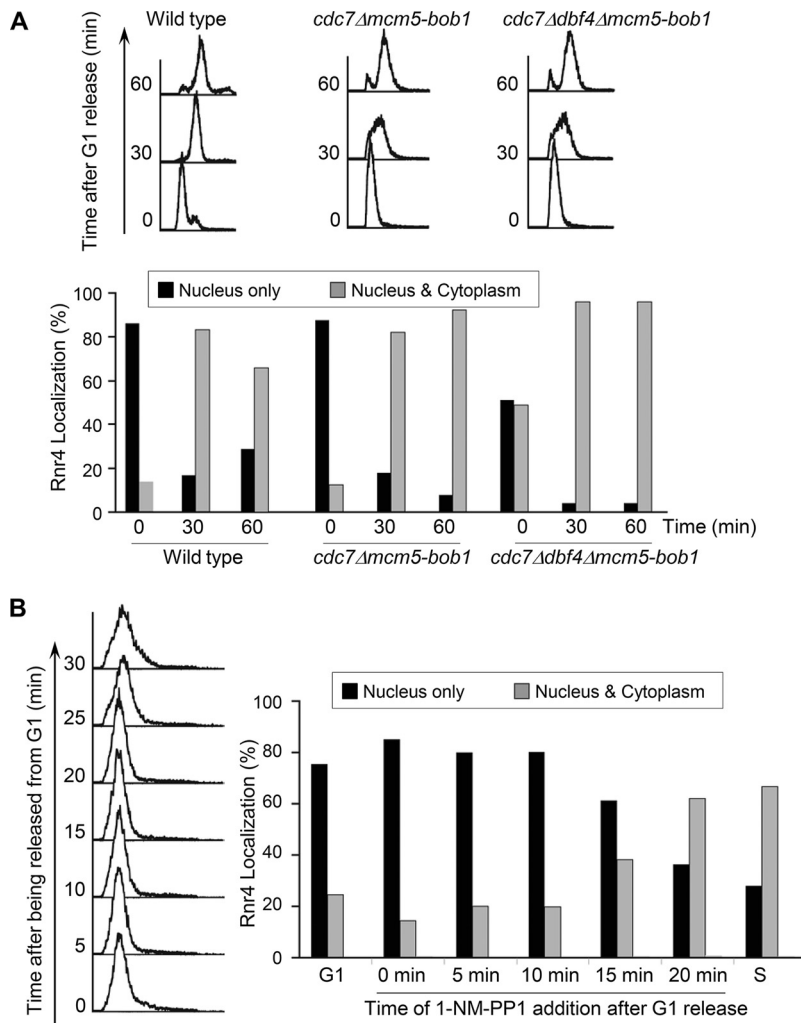 A
Wild type
cdc7Δmcm5-bob1
cdc7Δdbf4Δmcm5-bob1
Time after G1 release (min)
60
30
0
60
30
0
60
30
0
Nucleus only
Nucleus & Cytoplasm
Rnr4 Localization (%)
100
80
60
40
20
0
0 30 60 0 30 60 0 30 60 Time (min)
Wild type
cdc7Δmcm5-bob1
cdc7Δdbf4Δmcm5-bob1
B
Time after being released from G1 (min)
30
25
20
15
10
5
0
Nucleus only
Nucleus & Cytoplasm
Rnr4 Localization (%)
100
80
60
40
20
0
G1 0 min 5 min 10 min 15 min 20 min S
Time of 1-NM-PP1 addition after G1 release